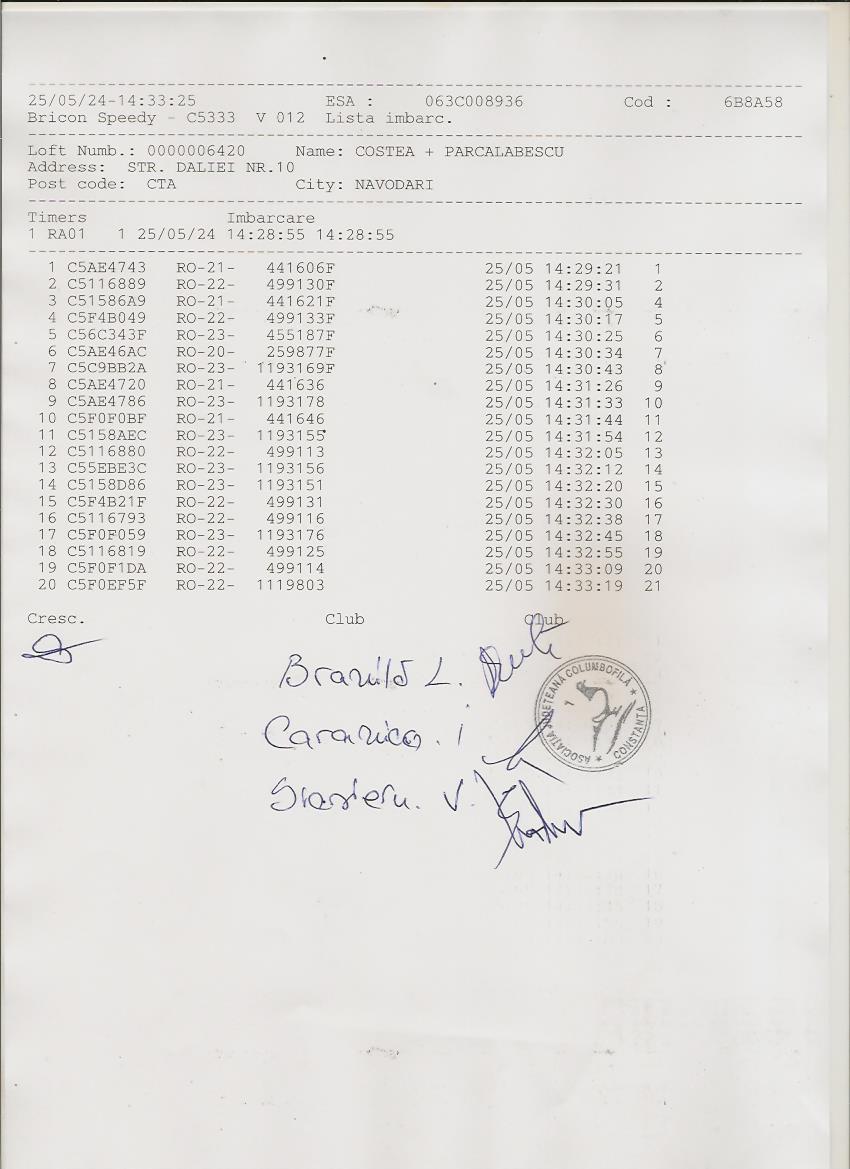 25/05/24-14:33:25 ESA : 063C008936 Cod : 6B8A58
Bricon Speedy - C5333 V 012 Lista imbarc.
Loft Numb.: 0000006420 Name: COSTEA + PARCALABESCU
Address: STR. DALIEI NR.10
Post code: CTA City: NAVODARI
Timers Imbarcare
1 RA01 1 25/05/24 14:28:55 14:28:55
1 C5AE4743 RO-21- 441606F 25/05 14:29:21 1
2 C5116889 RO-22- 499130F 25/05 14:29:31 2
3 C51586A9 RO-21- 441621F 25/05 14:30:05 4
4 C5F4B049 RO-22- 499133F 25/05 14:30:17 5
5 C56C343F RO-23- 455187F 25/05 14:30:25 6
6 C5AE46AC RO-20- 259877F 25/05 14:30:34 7
7 C5C9BB2A RO-23- 1193169F 25/05 14:30:43 8
8 C5AE4720 RO-21- 441636 25/05 14:31:26 9
9 C5AE4786 RO-23- 1193178 25/05 14:31:33 10
10 C5F0F0BF RO-21- 441646 25/05 14:31:44 11
11 C5158AEC RO-23- 1193155 25/05 14:31:54 12
12 C5116880 RO-22- 499113 25/05 14:32:05 13
13 C55EBE3C RO-23- 1193156 25/05 14:32:12 14
14 C5158D86 RO-23- 1193151 25/05 14:32:20 15
15 C5F4B21F RO-22- 499131 25/05 14:32:30 16
16 C5116793 RO-22- 499116 25/05 14:32:38 17
17 C5F0F059 RO-23- 1193176 25/05 14:32:45 18
18 C5116819 RO-22- 499125 25/05 14:32:55 19
19 C5F0F1DA RO-22- 499114 25/05 14:33:09 20
20 C5F0EF5F RO-22- 1119803 25/05 14:33:19 21
Cresc. Club Club
L.
V.
COLUMBOFILĂ
CONSTANȚA
ASOCIAȚIA